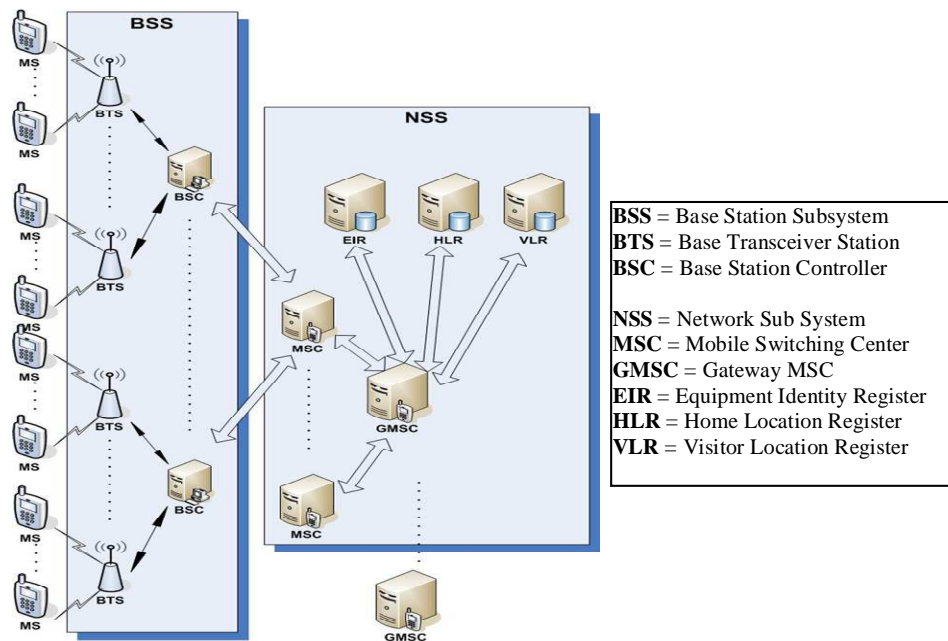 BSS
MS
MS
MS
MS
MS
MS
MS
MS
BTS
BTS
BTS
BTS
BSC
BSC
NSS
EIR
HLR
VLR
MSC
GMSC
MSC
GMSC
BSS = Base Station Subsystem
BTS = Base Transceiver Station
BSC = Base Station Controller
NSS = Network Sub System
MSC = Mobile Switching Center
GMSC = Gateway MSC
EIR = Equipment Identity Register
HLR = Home Location Register
VLR = Visitor Location Register